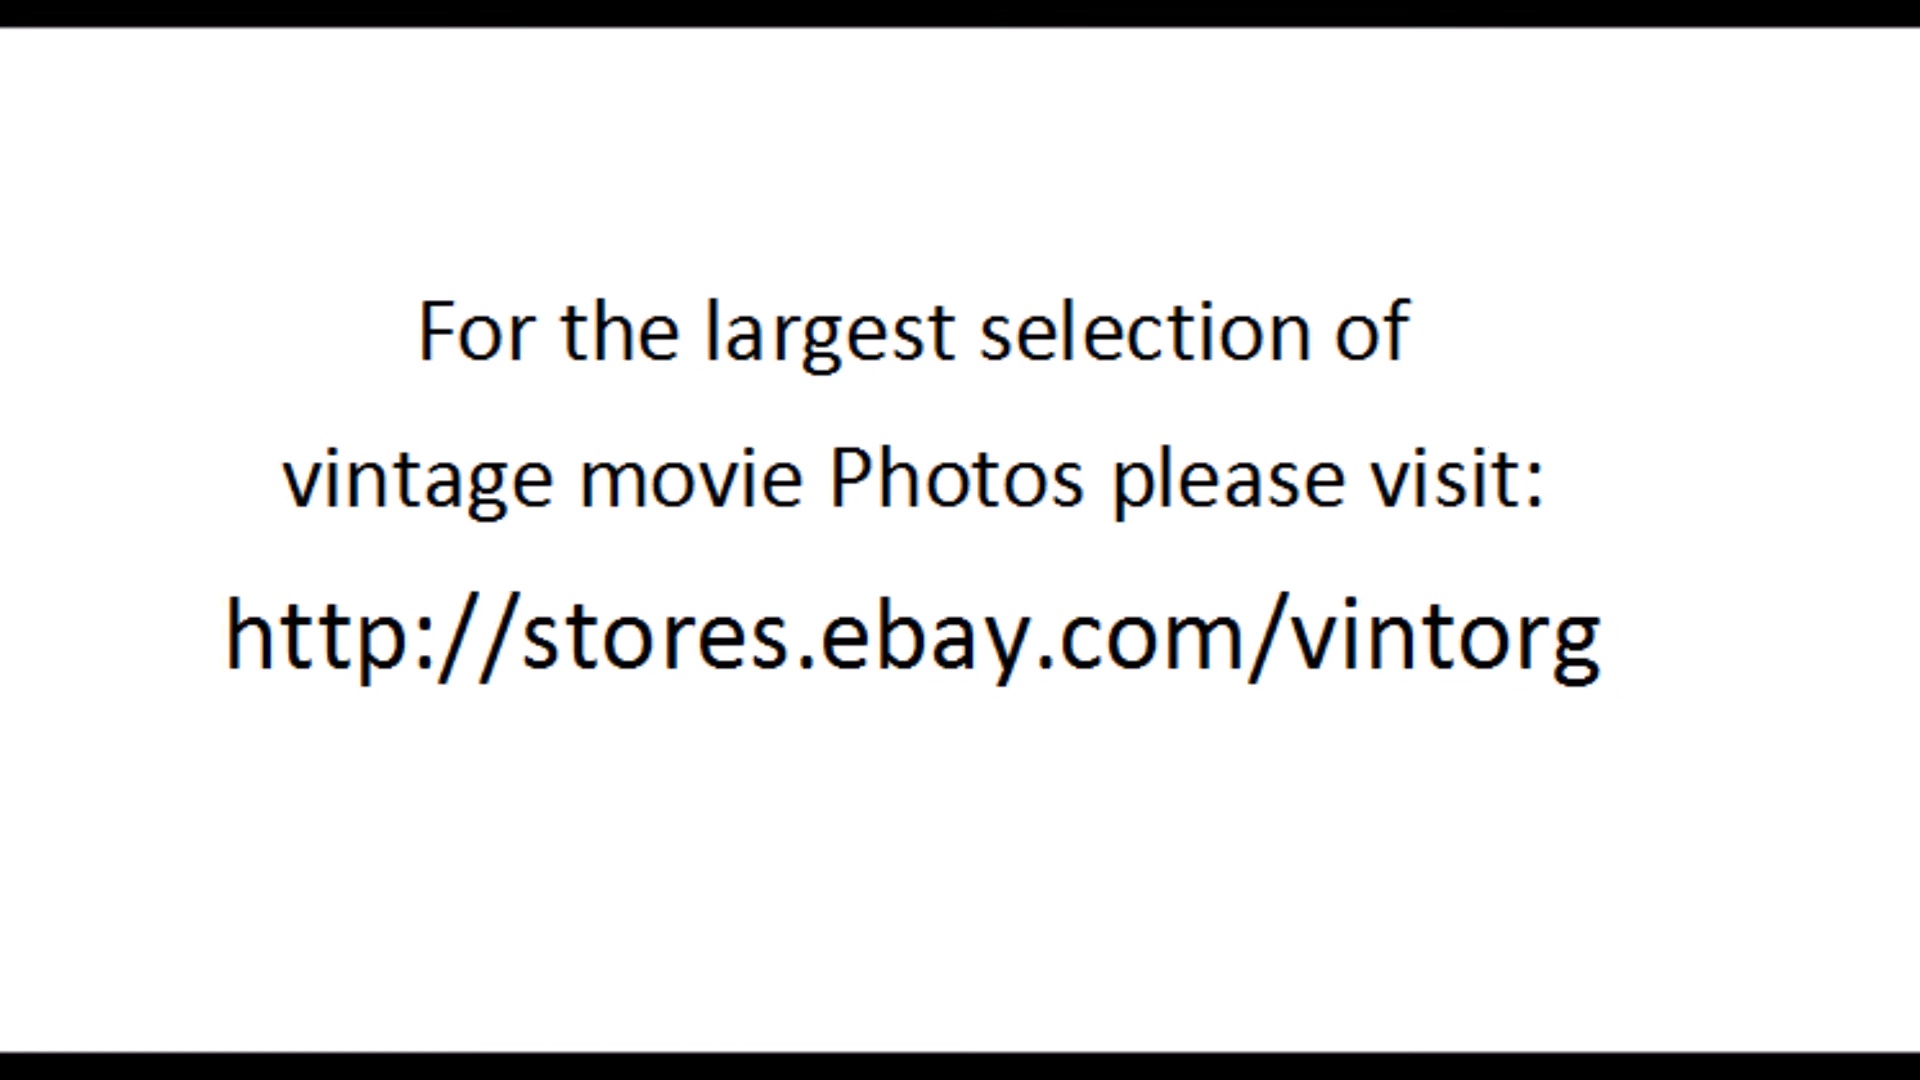 For the largest selection of
vintage movie Photos please visit:
http://stores.ebay.com/vintorg